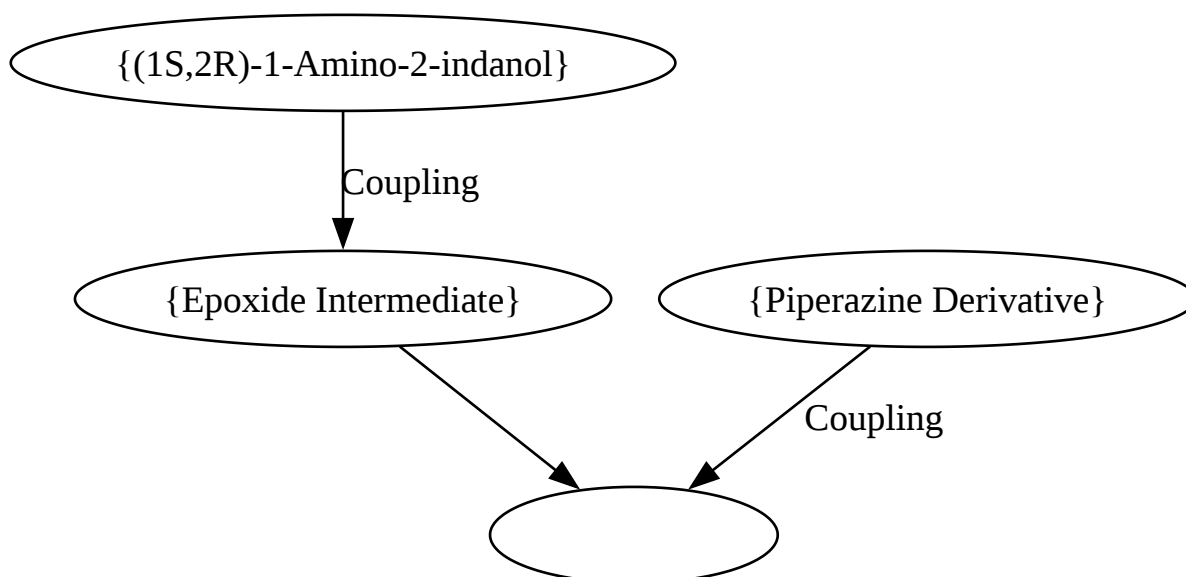 {(1S,2R)-1-Amino-2-indanol}
Coupling
{Epoxide Intermediate}
{Piperazine Derivative}
Coupling